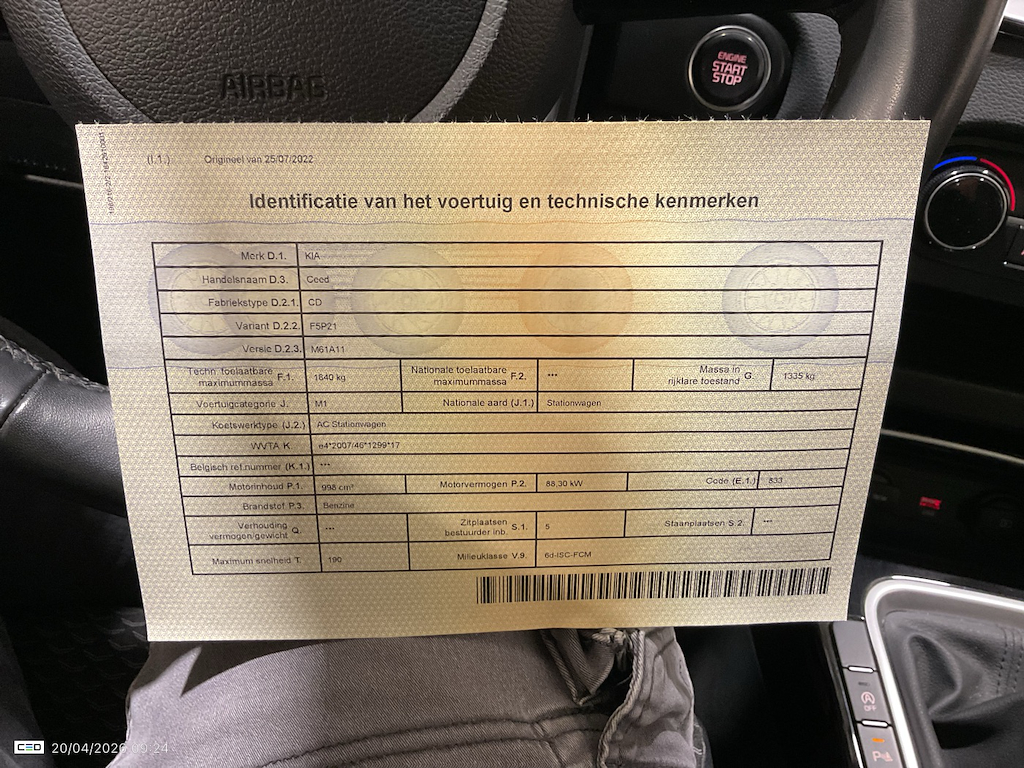 AIRBAG
ENGINE
START
STOP
(I.1.) Origineel van 25/07/2022
Identificatie van het voertuig en technische kenmerken
Merk D.1. KIA
Handelsnaam D.3. Ceed
Fabriekstype D.2.1. CD
Variant D.2.2. F5P21
Versie D.2.3. M61A11
Techn. toelaatbare maximummassa F.1. 1840 kg Nationale toelaatbare maximummassa F.2. *** Massa in rijklare toestand G. 1335 kg
Voertuigcategorie J. M1 Nationale aard (J.1.) Stationwagen
Koetswerktype (J.2.) AC Stationwagen
WVTA K. e4*2007/46*1299*17
Belgisch ref.nummer (K.1.) ***
Motorinhoud P.1. 998 cm³ Motorvermogen P.2. 88,30 kW Code (E.1.) 833
Brandstof P.3. Benzine
Verhouding vermogen/gewicht Q. *** Zitplaatsen bestuurder inb. S.1. 5 Staanplaatsen S.2. ***
Maximum snelheid T. 190 Milieuklasse V.9. 6d-ISC-FCM
OFF
CEO 20/04/2026 09:24